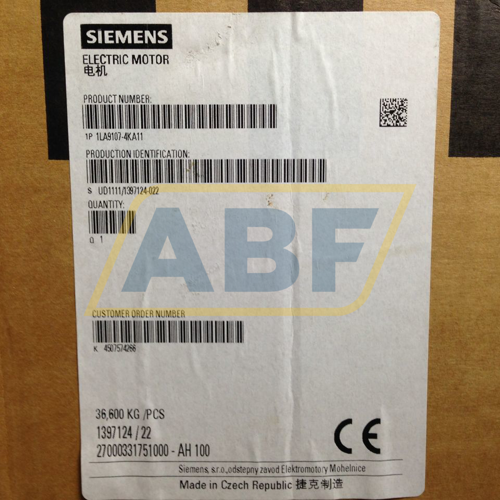 SIEMENS
ELECTRIC MOTOR
电机
PRODUCT NUMBER:
1P 1LA9107-4KA11
PRODUCTION IDENTIFICATION:
S UD1111/1397124-022
QUANTITY:
Q 1
ABF
CUSTOMER ORDER NUMBER
K 4507574266
36,600 KG /PCS
1397124 / 22
27000331751000 - AH 100
CE
Siemens, s.r.o.,odstepny zavod Elektromotory Mohelnice
Made in Czech Republic 捷克制造